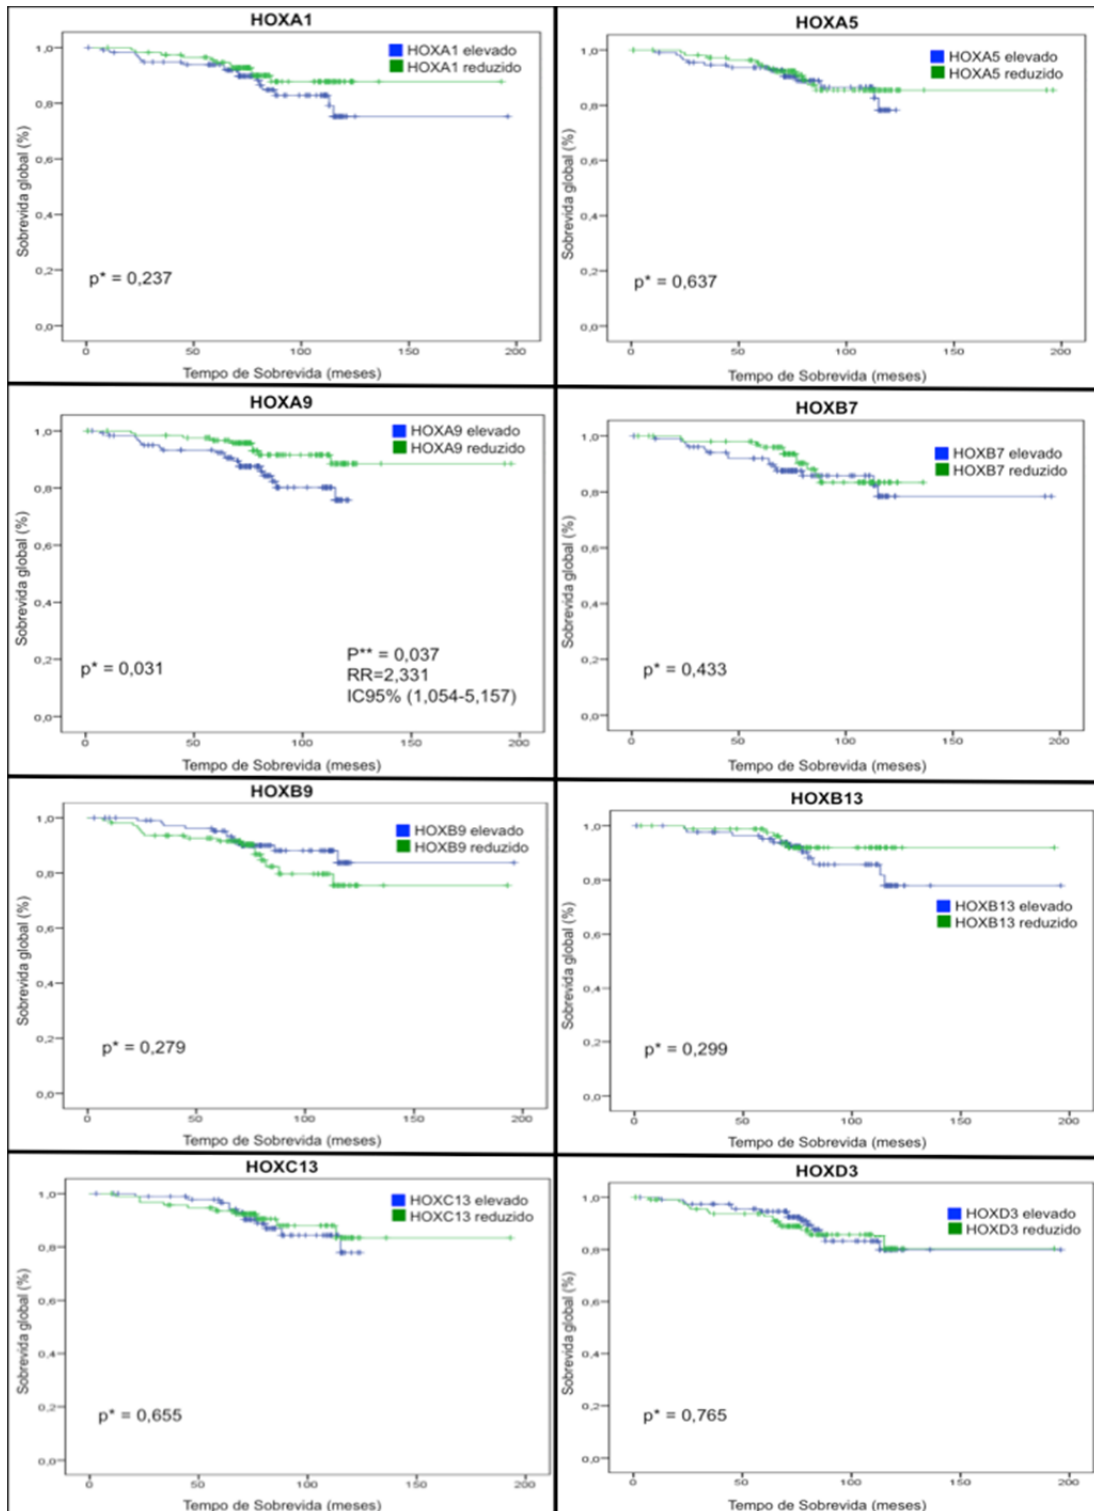 HOXA1
HOXA1 elevado
HOXA1 reduzido
Sobrevida global (%)
1,0
0,8
0,6
0,4
0,2
0,0
p* = 0,237
0 50 100 150 200
Tempo de Sobrevida (meses)
HOXA5
HOXA5 elevado
HOXA5 reduzido
Sobrevida global (%)
1,0
0,8
0,6
0,4
0,2
0,0
p* = 0,637
0 50 100 150 200
Tempo de Sobrevida (meses)
HOXA9
HOXA9 elevado
HOXA9 reduzido
Sobrevida global (%)
1,0
0,8
0,6
0,4
0,2
0,0
p* = 0,031
P** = 0,037
RR=2,331
IC95% (1,054-5,157)
0 50 100 150 200
Tempo de Sobrevida (meses)
HOXB7
HOXB7 elevado
HOXB7 reduzido
Sobrevida global (%)
1,0
0,8
0,6
0,4
0,2
0,0
p* = 0,433
0 50 100 150 200
Tempo de Sobrevida (meses)
HOXB9
HOXB9 elevado
HOXB9 reduzido
Sobrevida global (%)
1,0
0,8
0,6
0,4
0,2
0,0
p* = 0,279
0 50 100 150 200
Tempo de Sobrevida (meses)
HOXB13
HOXB13 elevado
HOXB13 reduzido
Sobrevida global (%)
1,0
0,8
0,6
0,4
0,2
0,0
p* = 0,299
0 50 100 150 200
Tempo de Sobrevida (meses)
HOXC13
HOXC13 elevado
HOXC13 reduzido
Sobrevida global (%)
1,0
0,8
0,6
0,4
0,2
0,0
p* = 0,655
0 50 100 150 200
Tempo de Sobrevida (meses)
HOXD3
HOXD3 elevado
HOXD3 reduzido
Sobrevida global (%)
1,0
0,8
0,6
0,4
0,2
0,0
p* = 0,765
0 50 100 150 200
Tempo de Sobrevida (meses)